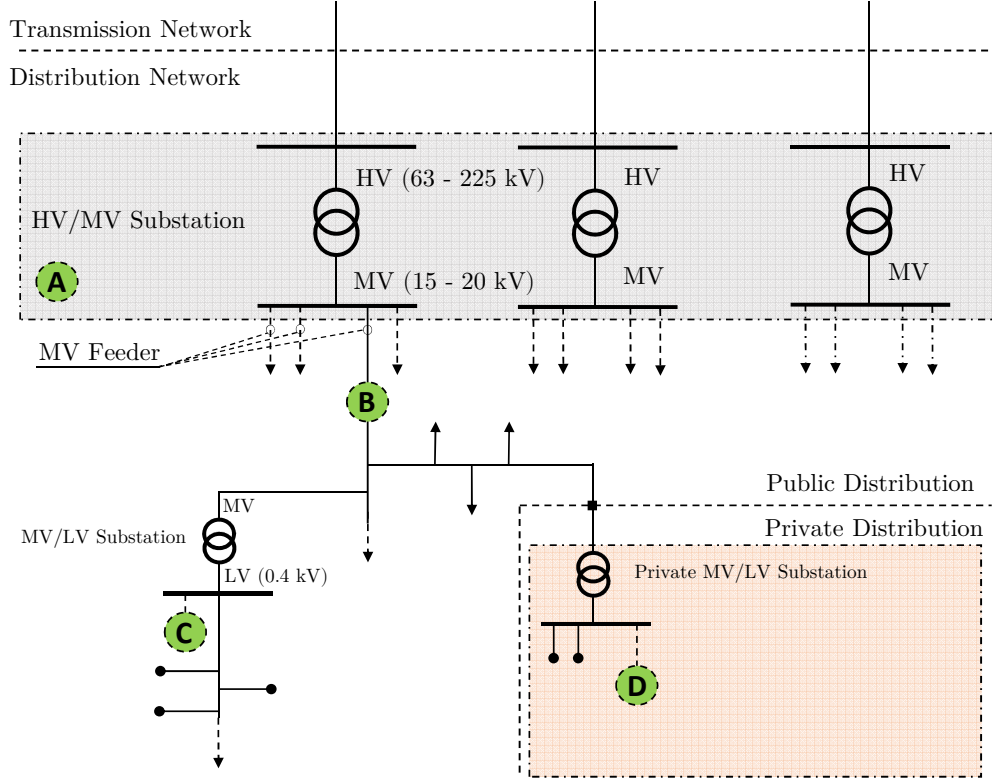 Transmission Network
Distribution Network
HV (63 - 225 kV)
HV
HV
HV/MV Substation
A
MV (15 - 20 kV)
MV
MV
MV Feeder
B
Public Distribution
MV
Private Distribution
MV/LV Substation
Private MV/LV Substation
LV (0.4 kV)
C
D